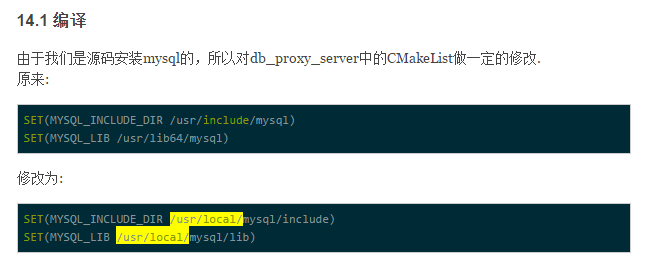 14.1 编译
由于我们是源码安装mysql的，所以对db_proxy_server中的CMakeList做一定的修改.
原来:
SET(MYSQL_INCLUDE_DIR /usr/include/mysql)
SET(MYSQL_LIB /usr/lib64/mysql)
修改为:
SET(MYSQL_INCLUDE_DIR /usr/local/mysql/include)
SET(MYSQL_LIB /usr/local/mysql/lib)